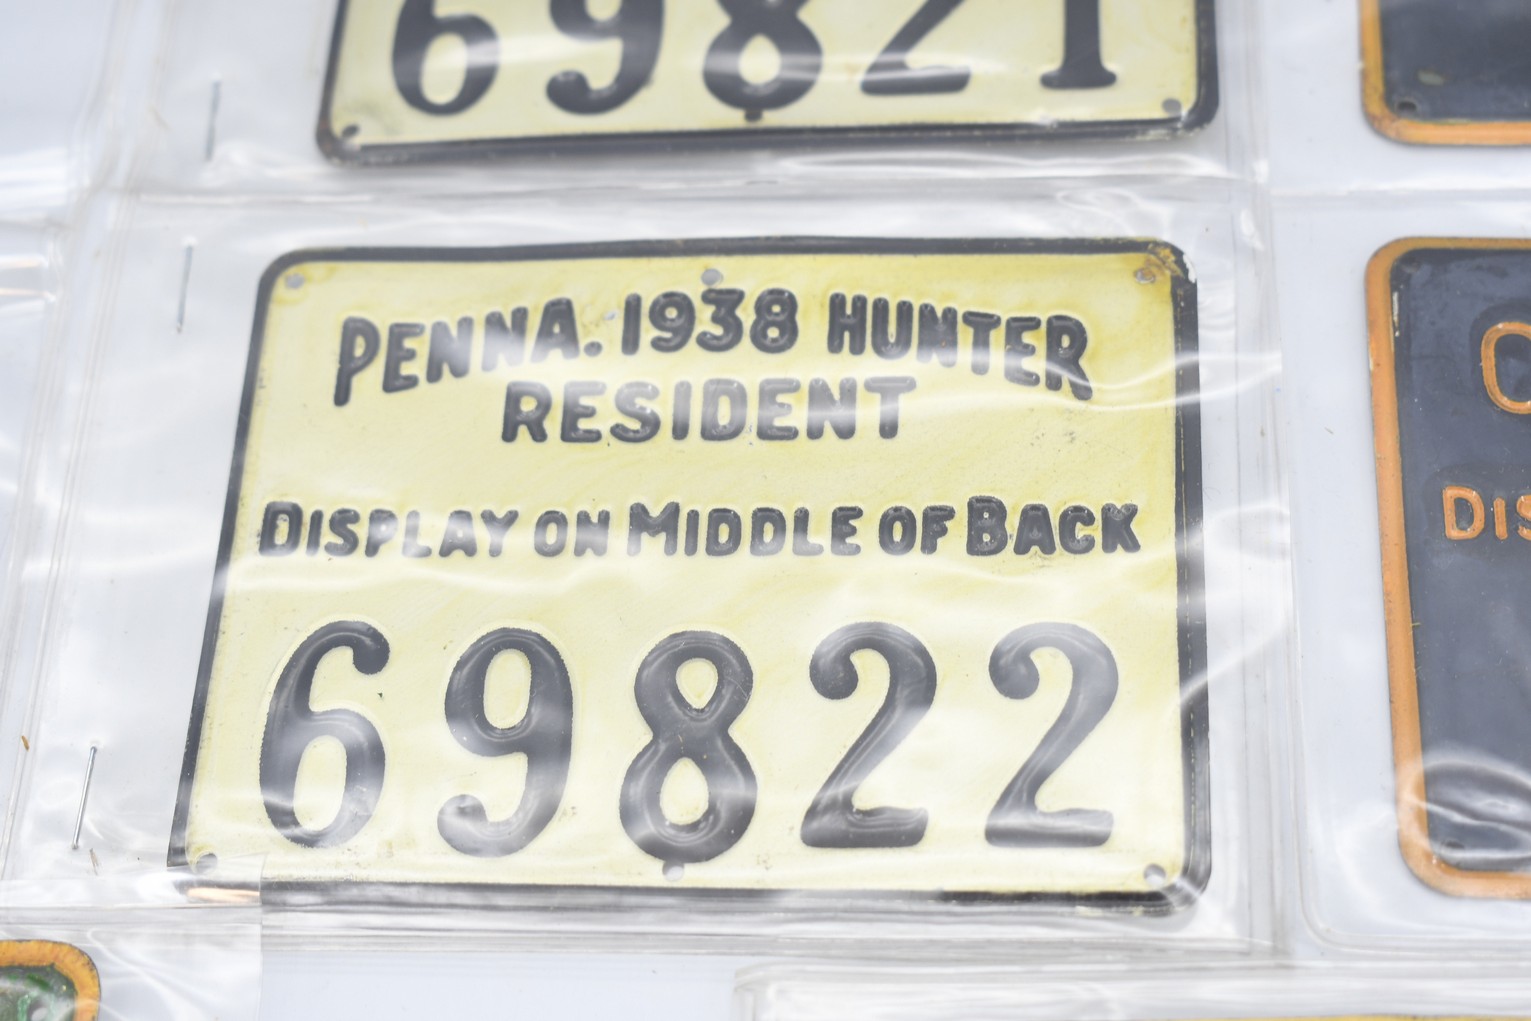 69821
PENNA. 1938 HUNTER
RESIDENT
DISPLAY ON MIDDLE OF BACK
69822